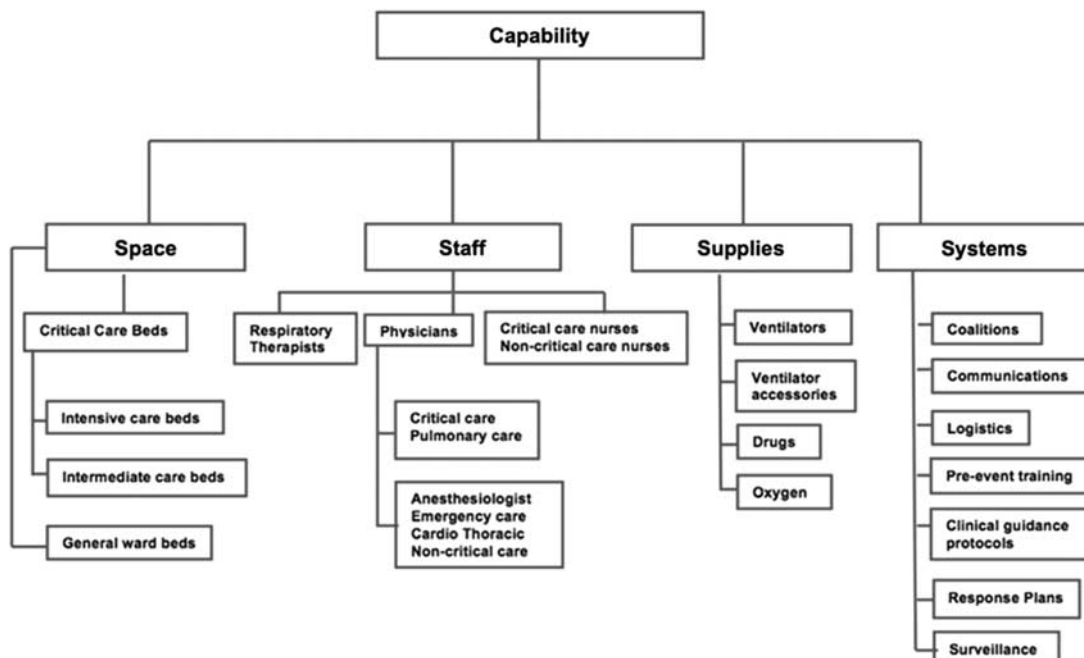 Capability
Space
Staff
Supplies
Systems
Critical Care Beds
Intensive care beds
Intermediate care beds
General ward beds
Respiratory
Therapists
Physicians
Critical care nurses
Non-critical care nurses
Critical care
Pulmonary care
Anesthesiologist
Emergency care
Cardio Thoracic
Non-critical care
Ventilators
Ventilator
accessories
Drugs
Oxygen
Coalitions
Communications
Logistics
Pre-event training
Clinical guidance
protocols
Response Plans
Surveillance